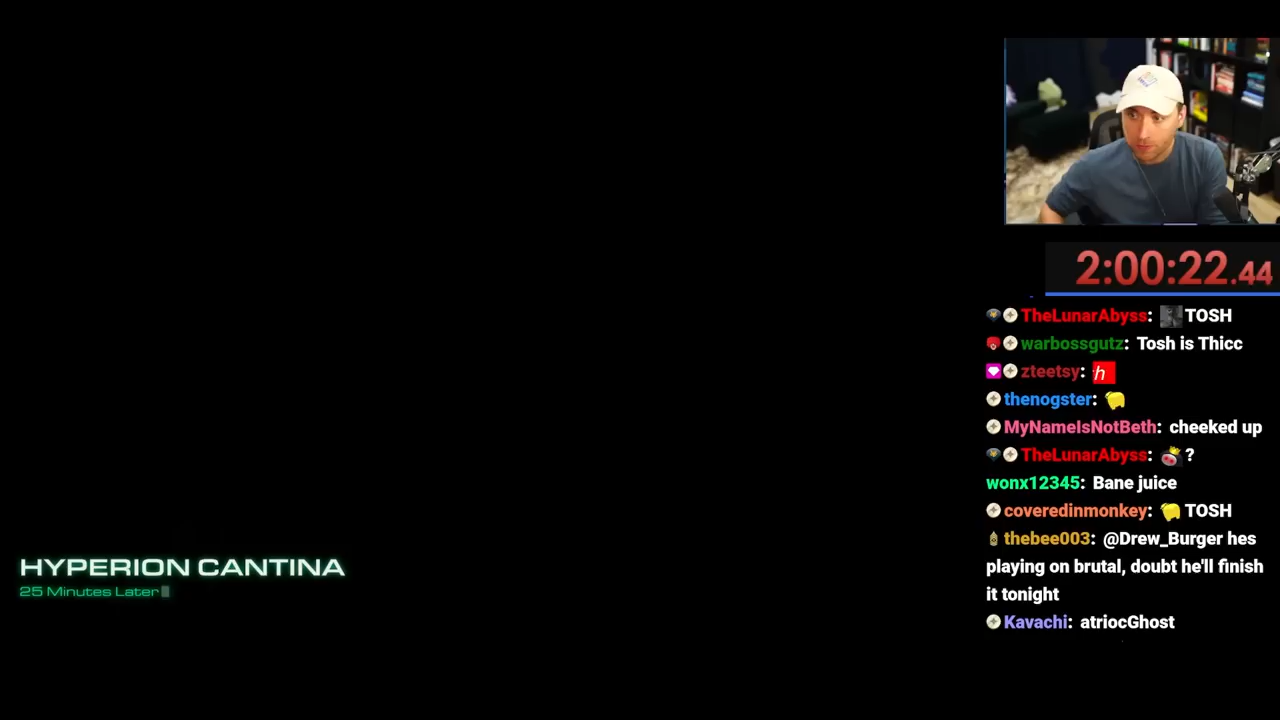 2:00:22.44
TheLunarAbyss: TOSH
warbossgutz: Tosh is Thicc
zteetsy: h
thenogster:
MyNameIsNotBeth: cheeked up
TheLunarAbyss: ?
wonx12345: Bane juice
coveredinmonkey: TOSH
thebee003: @Drew_Burger hes
playing on brutal, doubt he'll finish
it tonight
Kavachi: atriocGhost
HYPERION CANTINA
25 Minutes Later